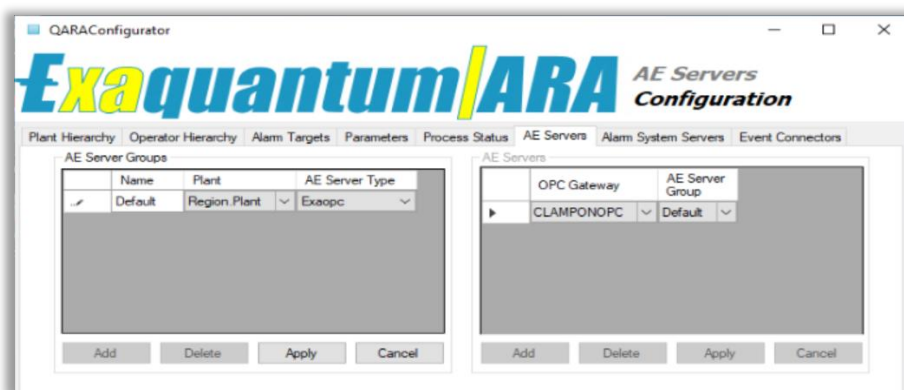 QARAConfigurator
Exaquantum/ARA AE Servers
Configuration
Plant Hierarchy Operator Hierarchy Alarm Targets Parameters Process Status AE Servers Alarm System Servers Event Connectors
AE Server Groups
Name Plant AE Server Type
Default Region.Plant Exaopc
Add Delete Apply Cancel
AE Servers
OPC Gateway AE Server
Group
CLAMPONOPC Default
Add Delete Apply Cancel